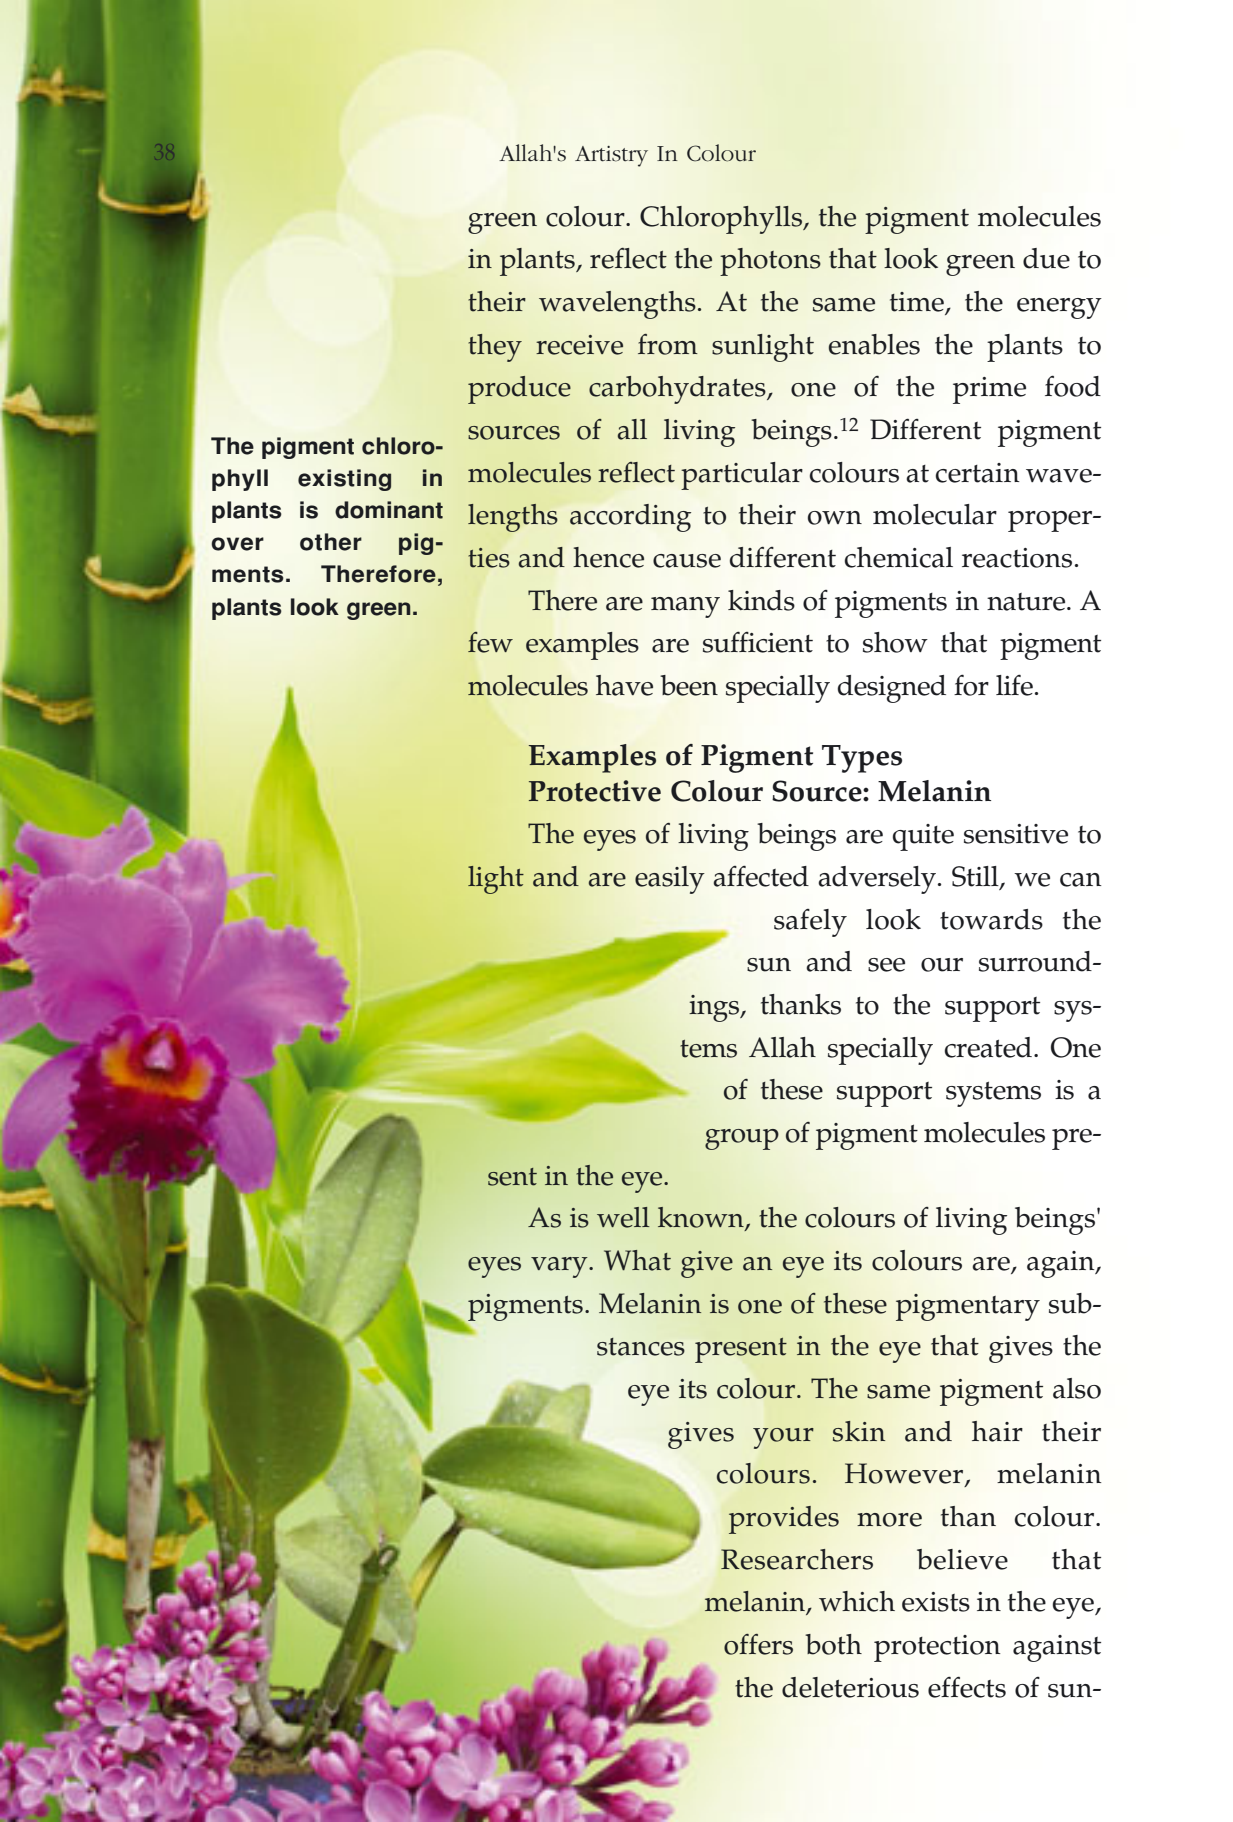 38
Allah's Artistry In Colour
green colour. Chlorophylls, the pigment molecules
in plants, reflect the photons that look green due to
their wavelengths. At the same time, the energy
they receive from sunlight enables the plants to
produce carbohydrates, one of the prime food
sources of all living beings.¹² Different pigment
molecules reflect particular colours at certain wave-
lengths according to their own molecular proper-
ties and hence cause different chemical reactions.
There are many kinds of pigments in nature. A
few examples are sufficient to show that pigment
molecules have been specially designed for life.
The pigment chloro-
phyll existing in
plants is dominant
over other pig-
ments. Therefore,
plants look green.
Examples of Pigment Types
Protective Colour Source: Melanin
The eyes of living beings are quite sensitive to
light and are easily affected adversely. Still, we can
safely look towards the
sun and see our surround-
ings, thanks to the support sys-
tems Allah specially created. One
of these support systems is a
group of pigment molecules pre-
sent in the eye.
As is well known, the colours of living beings'
eyes vary. What give an eye its colours are, again,
pigments. Melanin is one of these pigmentary sub-
stances present in the eye that gives the
eye its colour. The same pigment also
gives your skin and hair their
colours. However, melanin
provides more than colour.
Researchers believe that
melanin, which exists in the eye,
offers both protection against
the deleterious effects of sun-